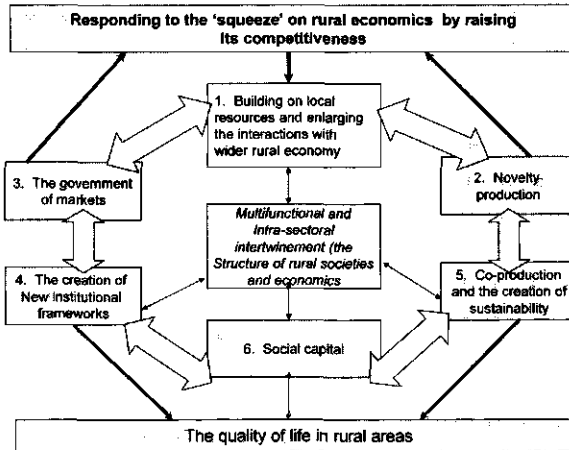 Responding to the 'squeeze' on rural economics by raising
Its competitiveness
1. Building on local
resources and enlarging
the interactions with
wider rural economy
3. The government
of markets
2. Novelty-
production
Multifunctional and
Infra-sectoral
intertwinement (the
Structure of rural societies
and economics
4. The creation of
New Institutional
frameworks
5. Co-production
and the creation of
sustainability
6. Social capital
The quality of life in rural areas